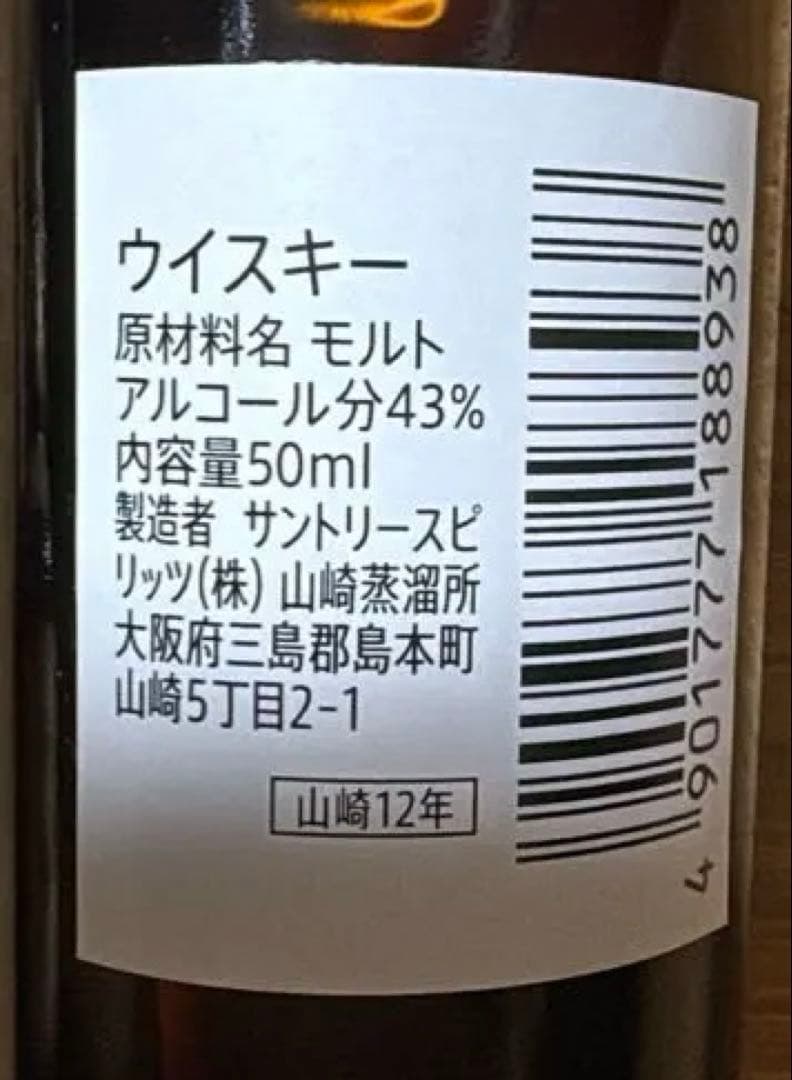 ウイスキー
原材料名 モルト
アルコール分43%
内容量50ml
製造者 サントリースピ
リッツ(株) 山崎蒸溜所
大阪府三島郡島本町
山崎5丁目2-1
山崎12年
4 901777 188938